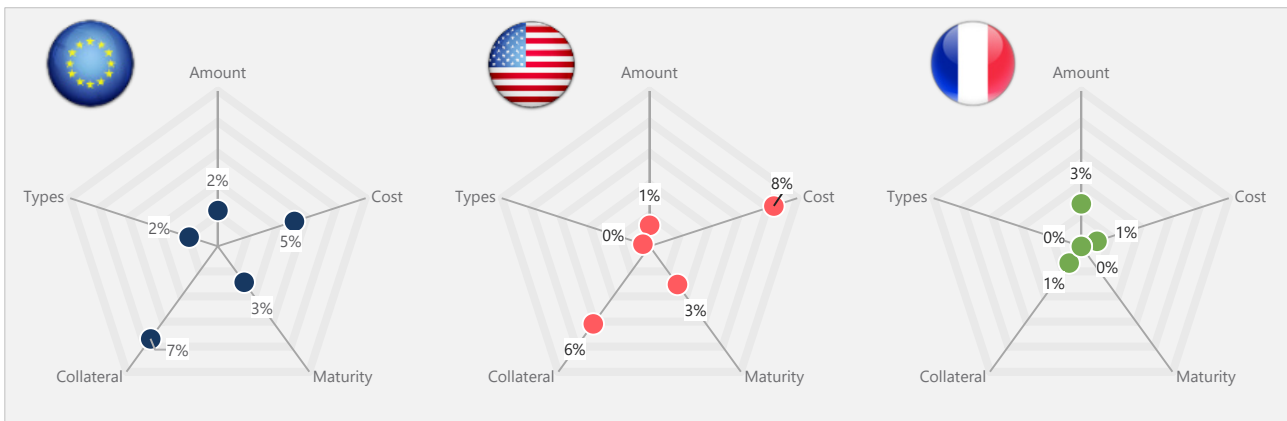 Amount
2%
Types
Cost
2%
5%
3%
7%
Collateral
Maturity
Amount
8%
1%
Types
Cost
0%
3%
6%
Collateral
Maturity
Amount
3%
Types
Cost
0%
1%
0%
1%
Collateral
Maturity